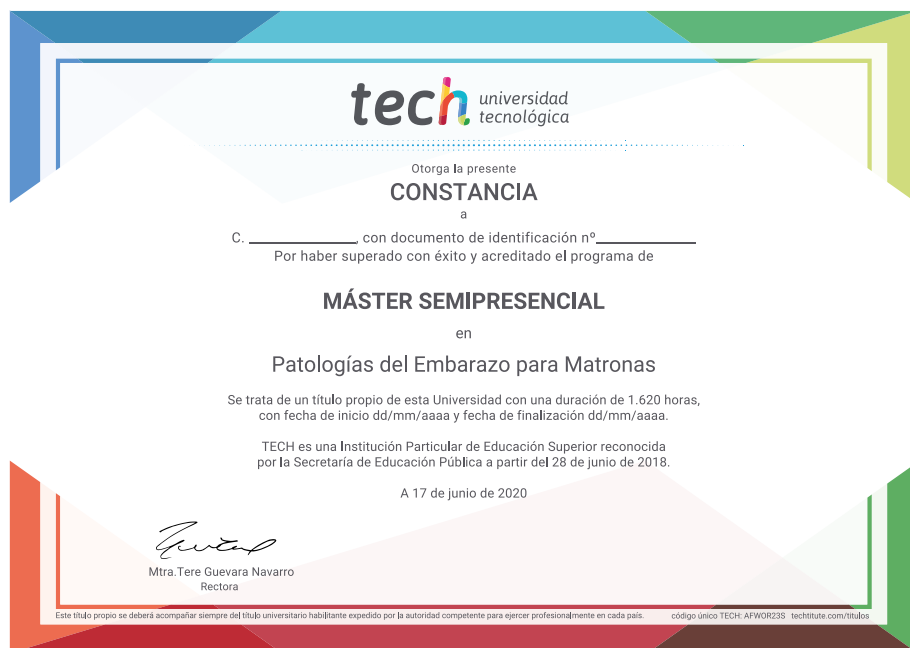 tech universidad
tecnológica
Otorga la presente
CONSTANCIA
a
C. ____________, con documento de identificación nº____________
Por haber superado con éxito y acreditado el programa de
MÁSTER SEMIPRESENCIAL
en
Patologías del Embarazo para Matronas
Se trata de un título propio de esta Universidad con una duración de 1.620 horas,
con fecha de inicio dd/mm/aaaa y fecha de finalización dd/mm/aaaa.
TECH es una Institución Particular de Educación Superior reconocida
por la Secretaría de Educación Pública a partir del 28 de junio de 2018.
A 17 de junio de 2020
Mtra.Tere Guevara Navarro
Rectora
Este título propio se deberá acompañar siempre del título universitario habilitante expedido por la autoridad competente para ejercer profesionalmente en cada país. código único TECH: AFWOR23S techtitute.com/titulos